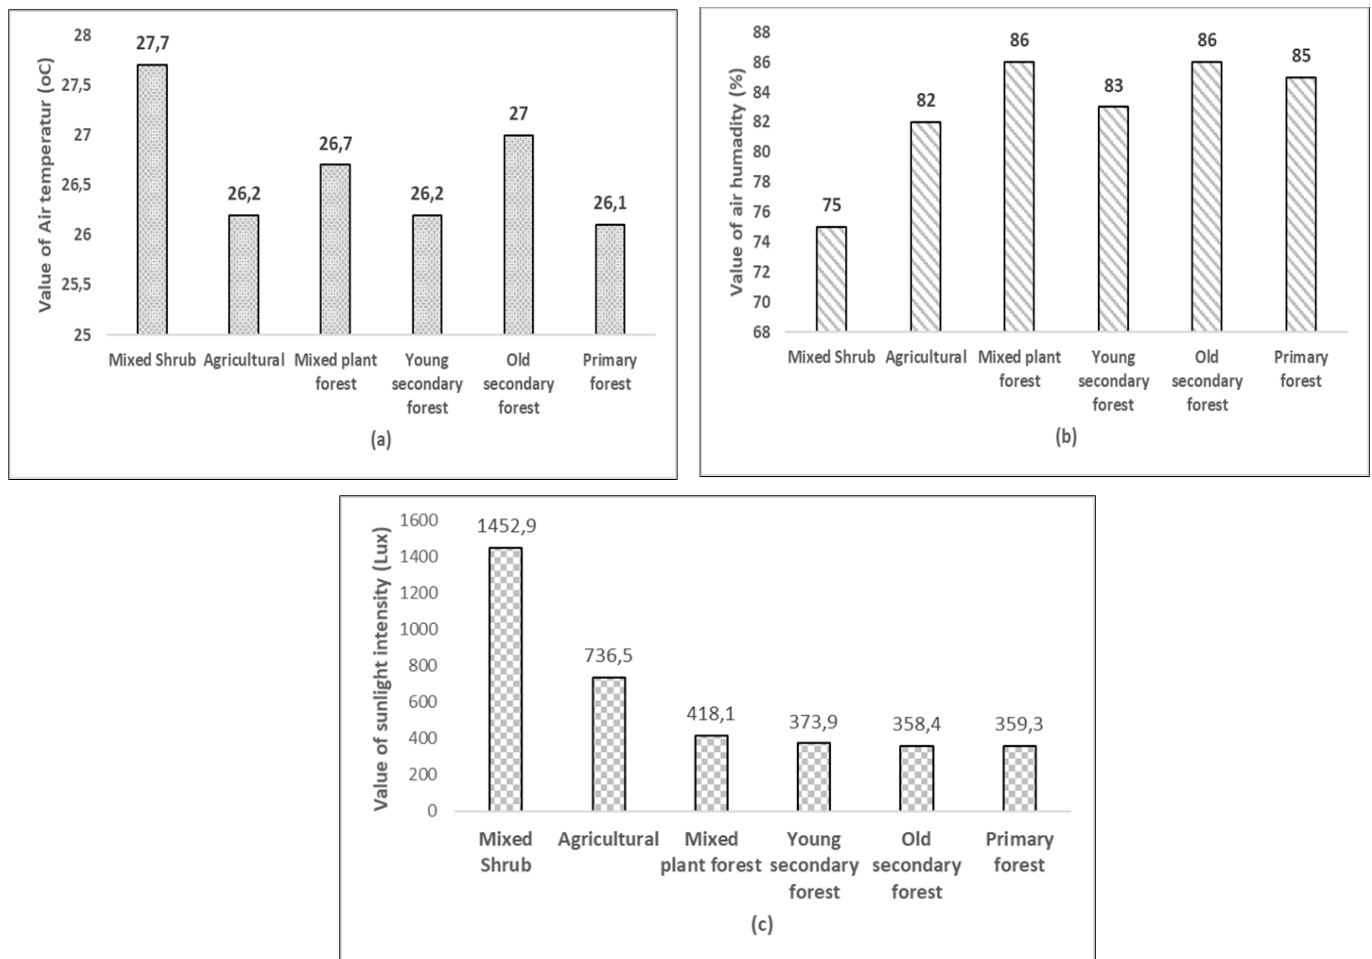 Value of Air temperatur (oC)
28
27,5
27
26,5
26
25,5
25
27,7
26,2
26,7
26,2
27
26,1
Mixed Shrub
Agricultural
Mixed plant
forest
Young
secondary
forest
Old
secondary
forest
Primary
forest
(a)
Value of air humadity (%)
88
86
84
82
80
78
76
74
72
70
68
75
82
86
83
86
85
Mixed Shrub
Agricultural
Mixed plant
forest
Young
secondary
forest
Old
secondary
forest
Primary
forest
(b)
Value of sunlight intensity (Lux)
1600
1400
1200
1000
800
600
400
200
0
1452,9
736,5
418,1
373,9
358,4
359,3
Mixed
Shrub
Agricultural
Mixed
plant forest
Young
secondary
forest
Old
secondary
forest
Primary
forest
(c)